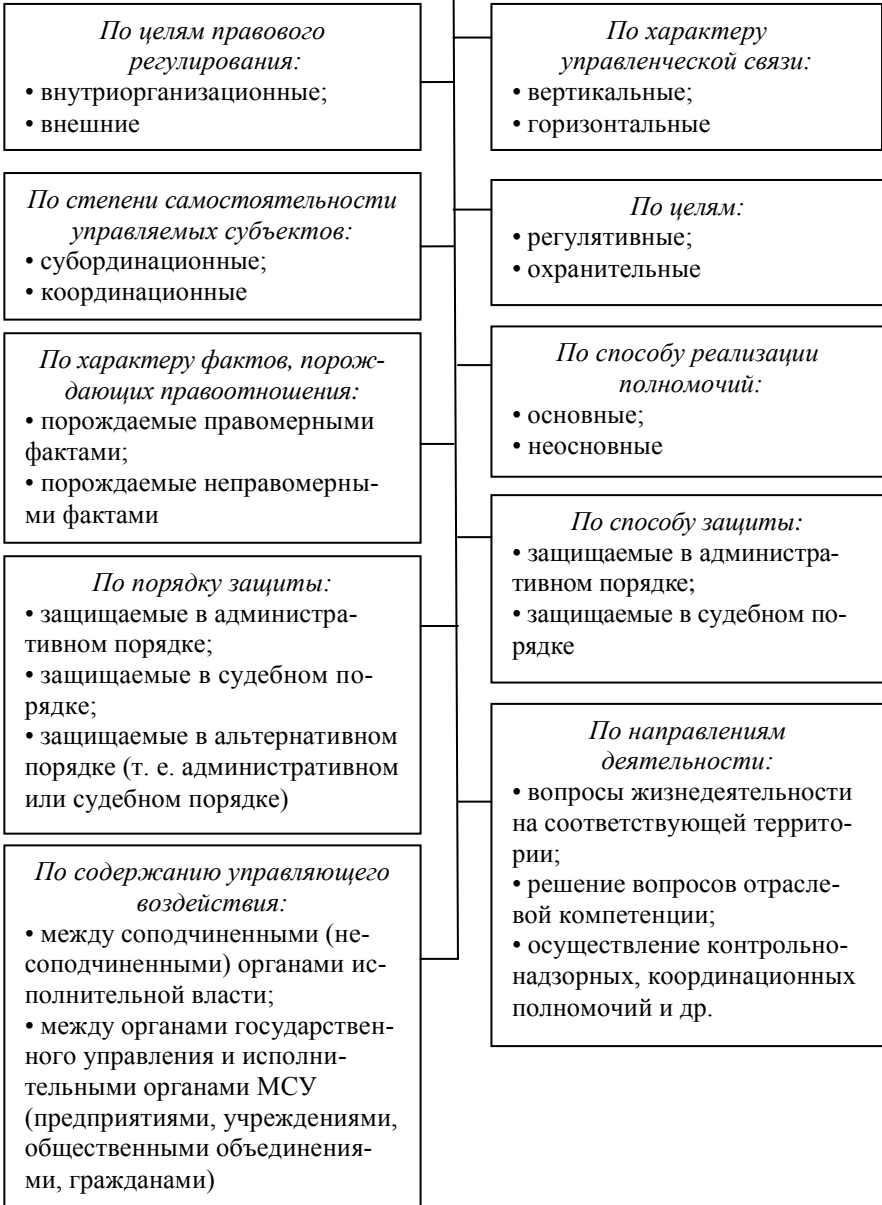 По целям правового
регулирования:
• внутриорганизационные;
• внешние
По характеру
управленческой связи:
• вертикальные;
• горизонтальные
По степени самостоятельности
управляемых субъектов:
• субординационные;
• координационные
По целям:
• регулятивные;
• охранительные
По характеру фактов, порож-
дающих правоотношения:
• порождаемые правомерными
фактами;
• порождаемые неправомерны-
ми фактами
По способу реализации
полномочий:
• основные;
• неосновные
По порядку защиты:
• защищаемые в администра-
тивном порядке;
• защищаемые в судебном по-
рядке;
• защищаемые в альтернативном
порядке (т. е. административном
или судебном порядке)
По способу защиты:
• защищаемые в администра-
тивном порядке;
• защищаемые в судебном по-
рядке
По содержанию управляющего
воздействия:
• между соподчиненными (не-
соподчиненными) органами ис-
полнительной власти;
• между органами государствен-
ного управления и исполни-
тельными органами МСУ
(предприятиями, учреждениями,
общественными объединения-
ми, гражданами)
По направлениям
деятельности:
• вопросы жизнедеятельности
на соответствующей террито-
рии;
• решение вопросов отрасле-
вой компетенции;
• осуществление контрольно-
надзорных, координационных
полномочий и др.